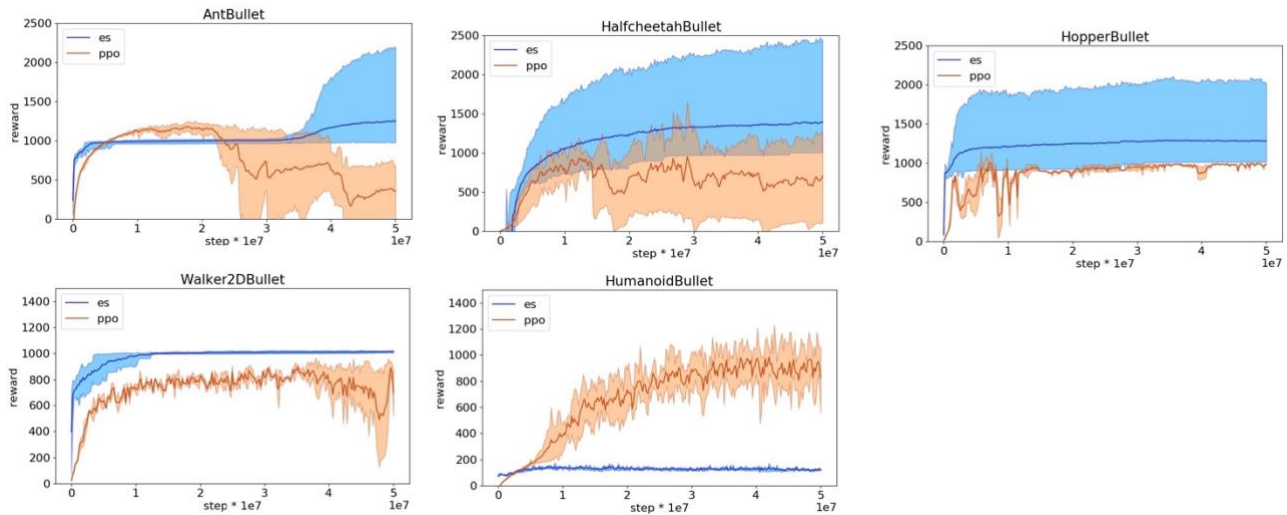 AntBullet
2500
2000
1500
1000
500
0
reward
es
ppo
0 1 2 3 4 5
step * 1e7
1e7
HalfcheetahBullet
2500
2000
1500
1000
500
0
reward
es
ppo
0 1 2 3 4 5
step * 1e7
1e7
HopperBullet
2500
2000
1500
1000
500
0
reward
es
ppo
0 1 2 3 4 5
step * 1e7
1e7
Walker2DBullet
1400
1200
1000
800
600
400
200
0
reward
es
ppo
0 1 2 3 4 5
step * 1e7
1e7
HumanoidBullet
1400
1200
1000
800
600
400
200
0
reward
es
ppo
0 1 2 3 4 5
step * 1e7
1e7